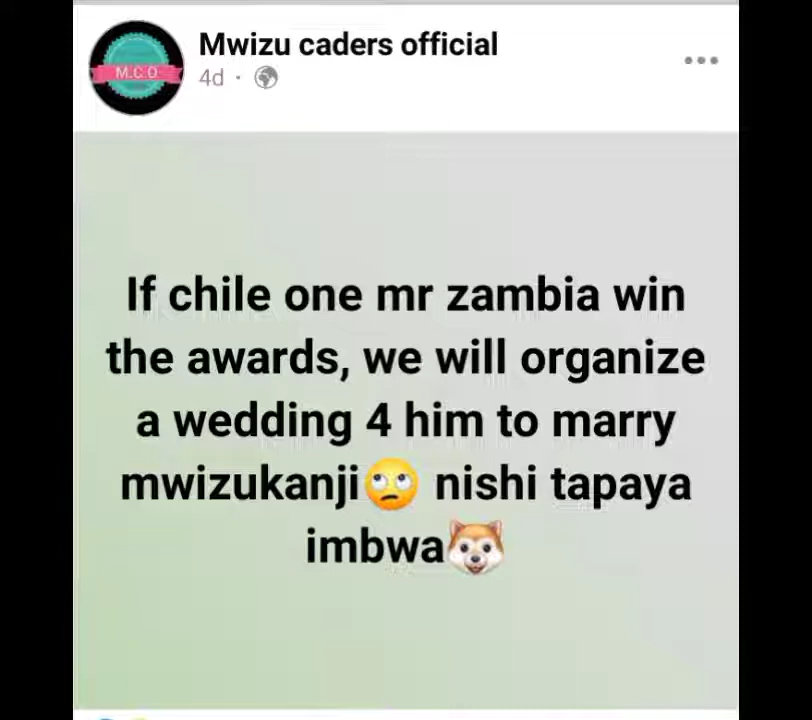 Mwizu caders official
M.C.O
4d ·
If chile one mr zambia win
the awards, we will organize
a wedding 4 him to marry
mwizukanji🙄 nishi tapaya
imbwa🐶